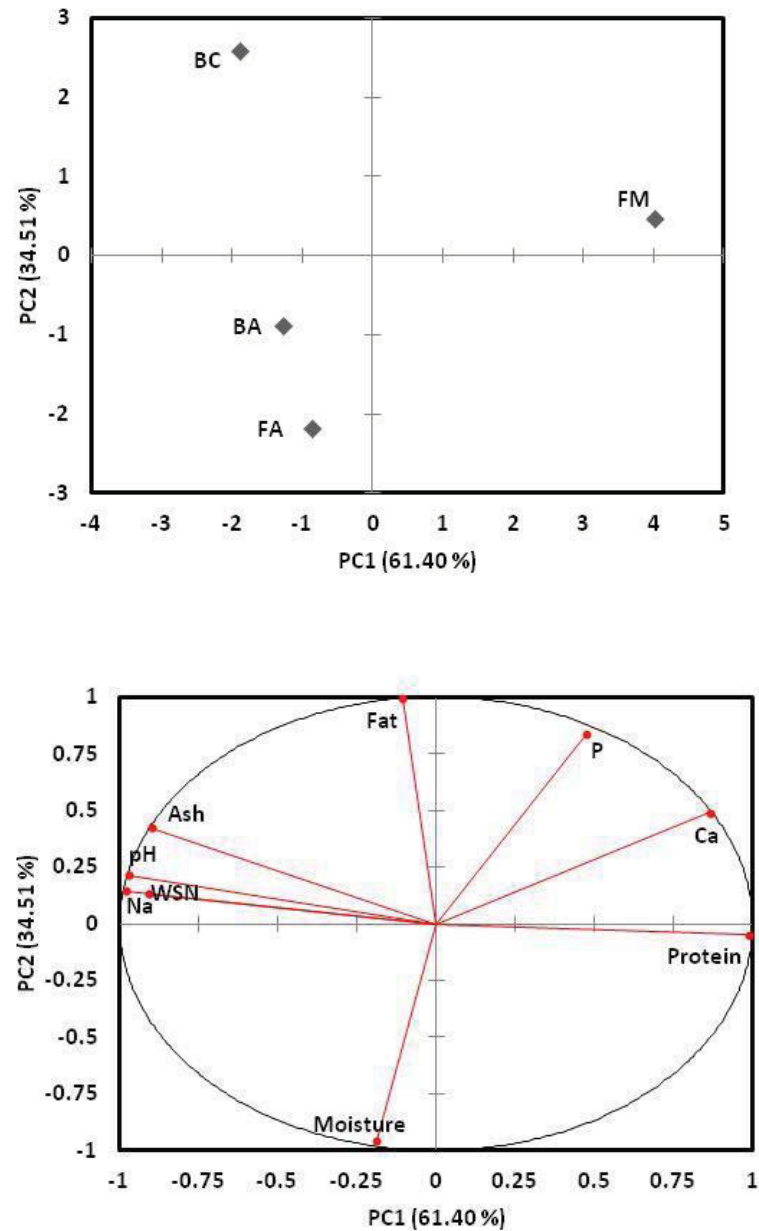 3
BC
2
1
FM
0
PC2 (34.51 %)
-1
BA
-2
FA
-3
-4 -3 -2 -1 0 1 2 3 4 5
PC1 (61.40 %)
1
Fat
0.75
P
0.5
Ash
Ca
0.25
pH
WSN
Na
0
PC2 (34.51 %)
Protein
-0.25
-0.5
-0.75
Moisture
-1
-1 -0.75 -0.5 -0.25 0 0.25 0.5 0.75 1
PC1 (61.40 %)